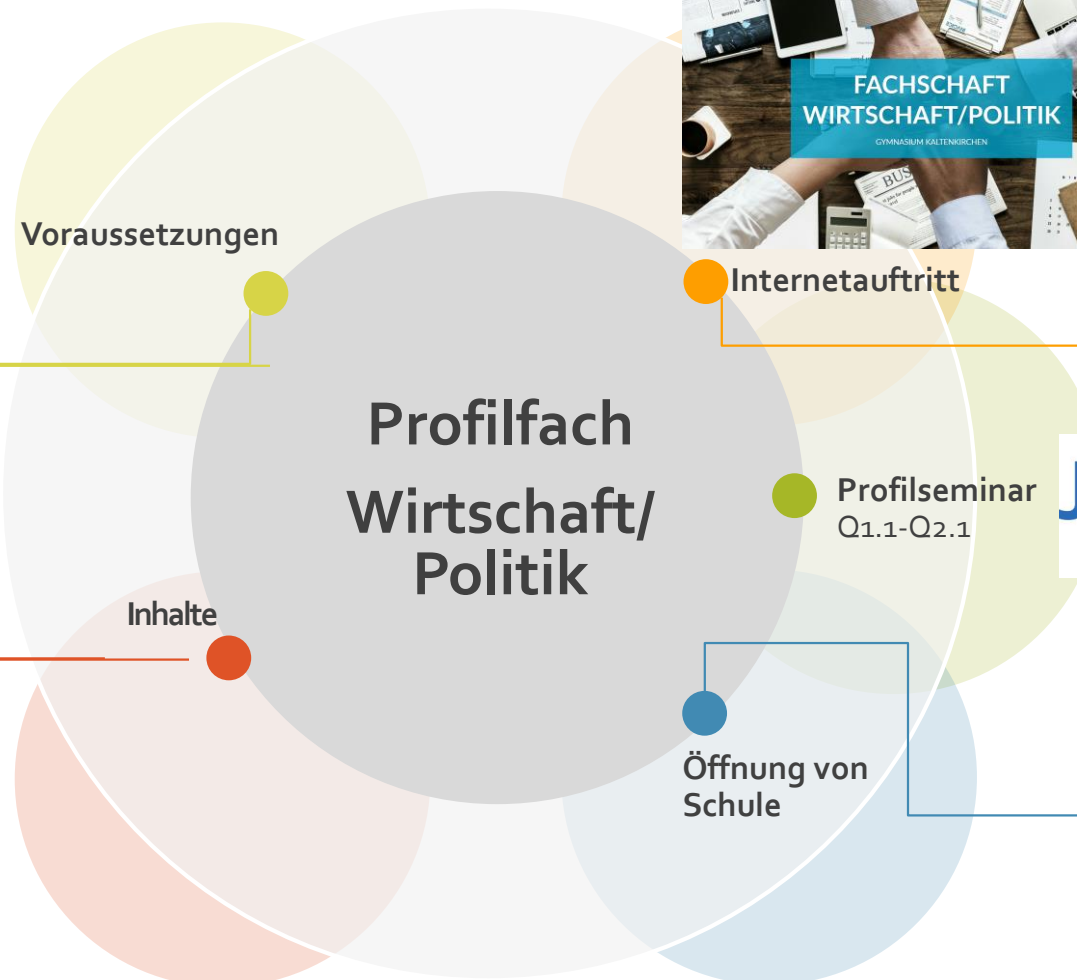 FACHSCHAFT
WIRTSCHAFT/POLITIK
GYMNASIUM KALTENKIRCHEN
BUS
Voraussetzungen
Internetauftritt
Profilfach
Wirtschaft/
Politik
Profilseminar
Q1.1-Q2.1
Inhalte
Öffnung von
Schule